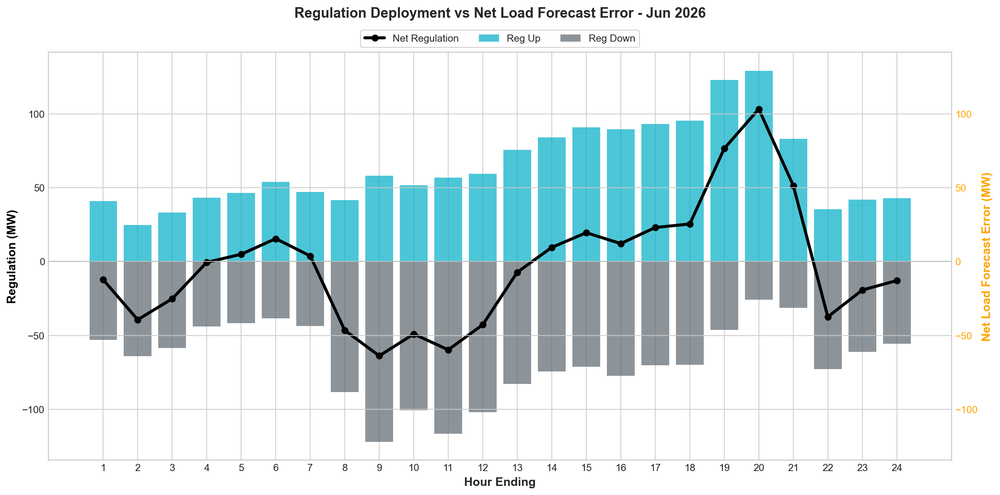 Regulation Deployment vs Net Load Forecast Error - Jun 2026
Net Regulation Reg Up Reg Down
Regulation (MW)
100
50
0
−50
−100
100
50
0
−50
−100
Net Load Forecast Error (MW)
1 2 3 4 5 6 7 8 9 10 11 12 13 14 15 16 17 18 19 20 21 22 23 24
Hour Ending